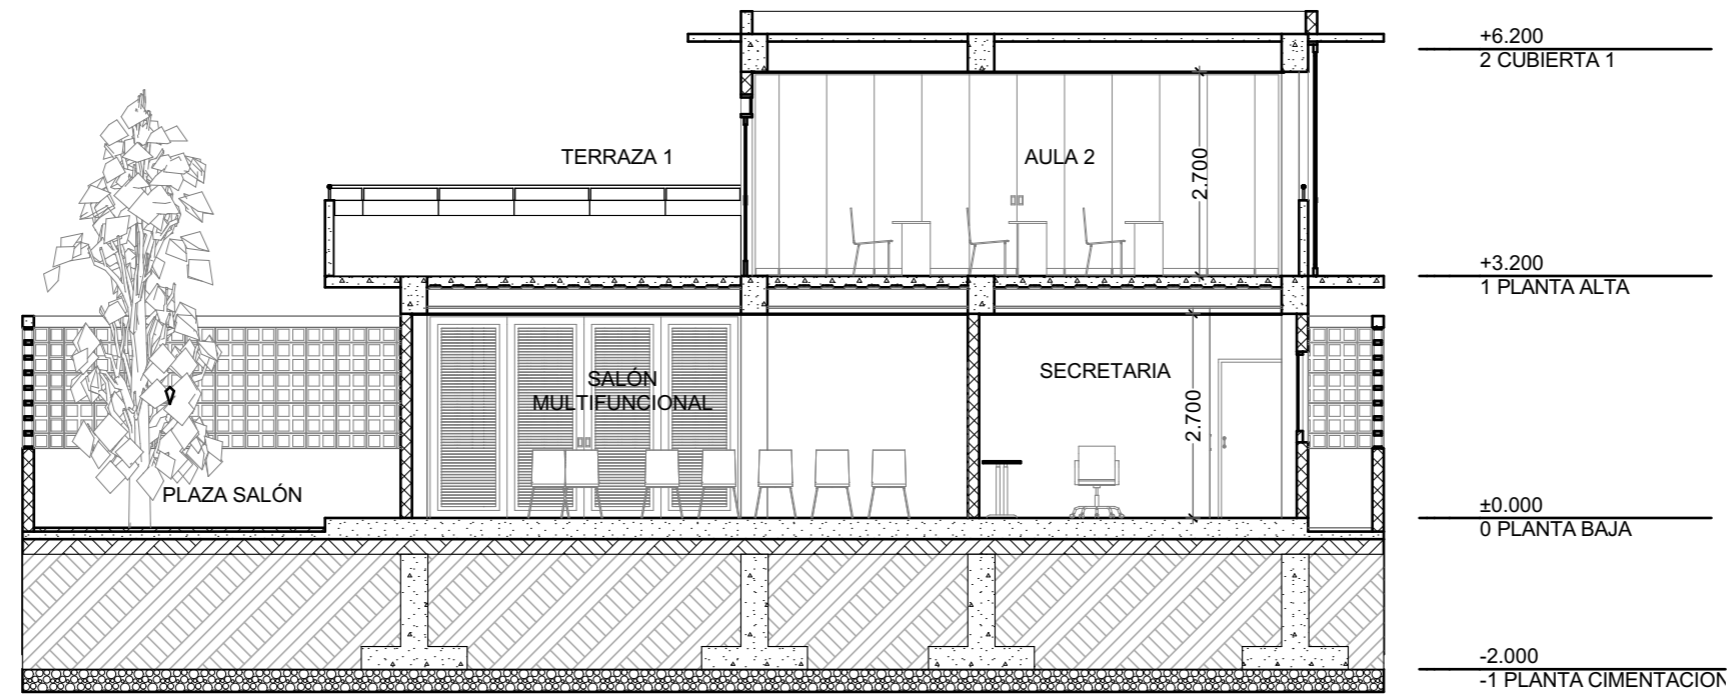 +6.200
2 CUBIERTA 1
TERRAZA 1
AULA 2
2.700
+3.200
1 PLANTA ALTA
SALÓN
MULTIFUNCIONAL
SECRETARIA
2.700
PLAZA SALÓN
±0.000
0 PLANTA BAJA
-2.000
-1 PLANTA CIMENTACION